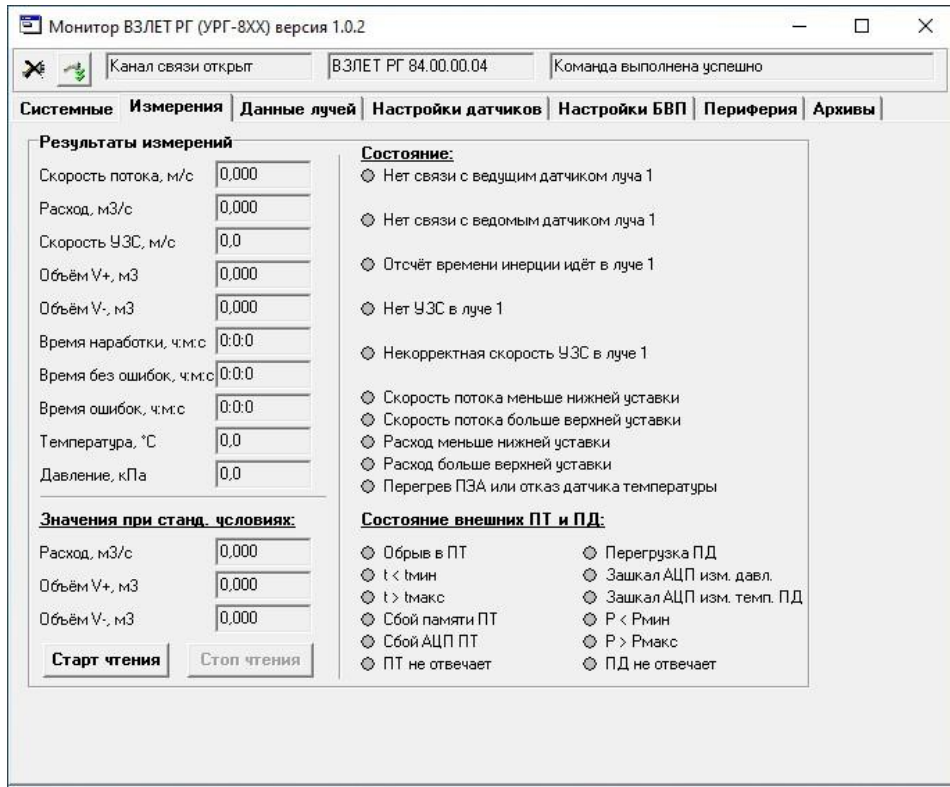 Монитор ВЗЛЕТ РГ (УРГ-8ХХ) версия 1.0.2
Канал связи открыт
ВЗЛЕТ РГ 84.00.00.04
Команда выполнена успешно
Системные Измерения Данные лучей Настройки датчиков Настройки БВП Периферия Архивы
Результаты измерений
Скорость потока, м/с 0,000
Расход, м3/с 0,000
Скорость УЗС, м/с 0,0
Объём V+, м3 0,000
Объём V-, м3 0,000
Время наработки, ч:м:с 0:0:0
Время без ошибок, ч:м:с 0:0:0
Время ошибок, ч:м:с 0:0:0
Температура, °C 0,0
Давление, кПа 0,0
Значения при станд. условиях:
Расход, м3/с 0,000
Объём V+, м3 0,000
Объём V-, м3 0,000
Старт чтения Стоп чтения
Состояние:
Нет связи с ведущим датчиком луча 1
Нет связи с ведомым датчиком луча 1
Отсчёт времени инерции идёт в луче 1
Нет УЗС в луче 1
Некорректная скорость УЗС в луче 1
Скорость потока меньше нижней уставки
Скорость потока больше верхней уставки
Расход меньше нижней уставки
Расход больше верхней уставки
Перегрев ПЗА или отказ датчика температуры
Состояние внешних ПТ и ПД:
Обрыв в ПТ
t < tмин
t > tмакс
Сбой памяти ПТ
Сбой АЦП ПТ
ПТ не отвечает
Перегрузка ПД
Зашкал АЦП изм. давл.
Зашкал АЦП изм. темп. ПД
P < Pмин
P > Pмакс
ПД не отвечает